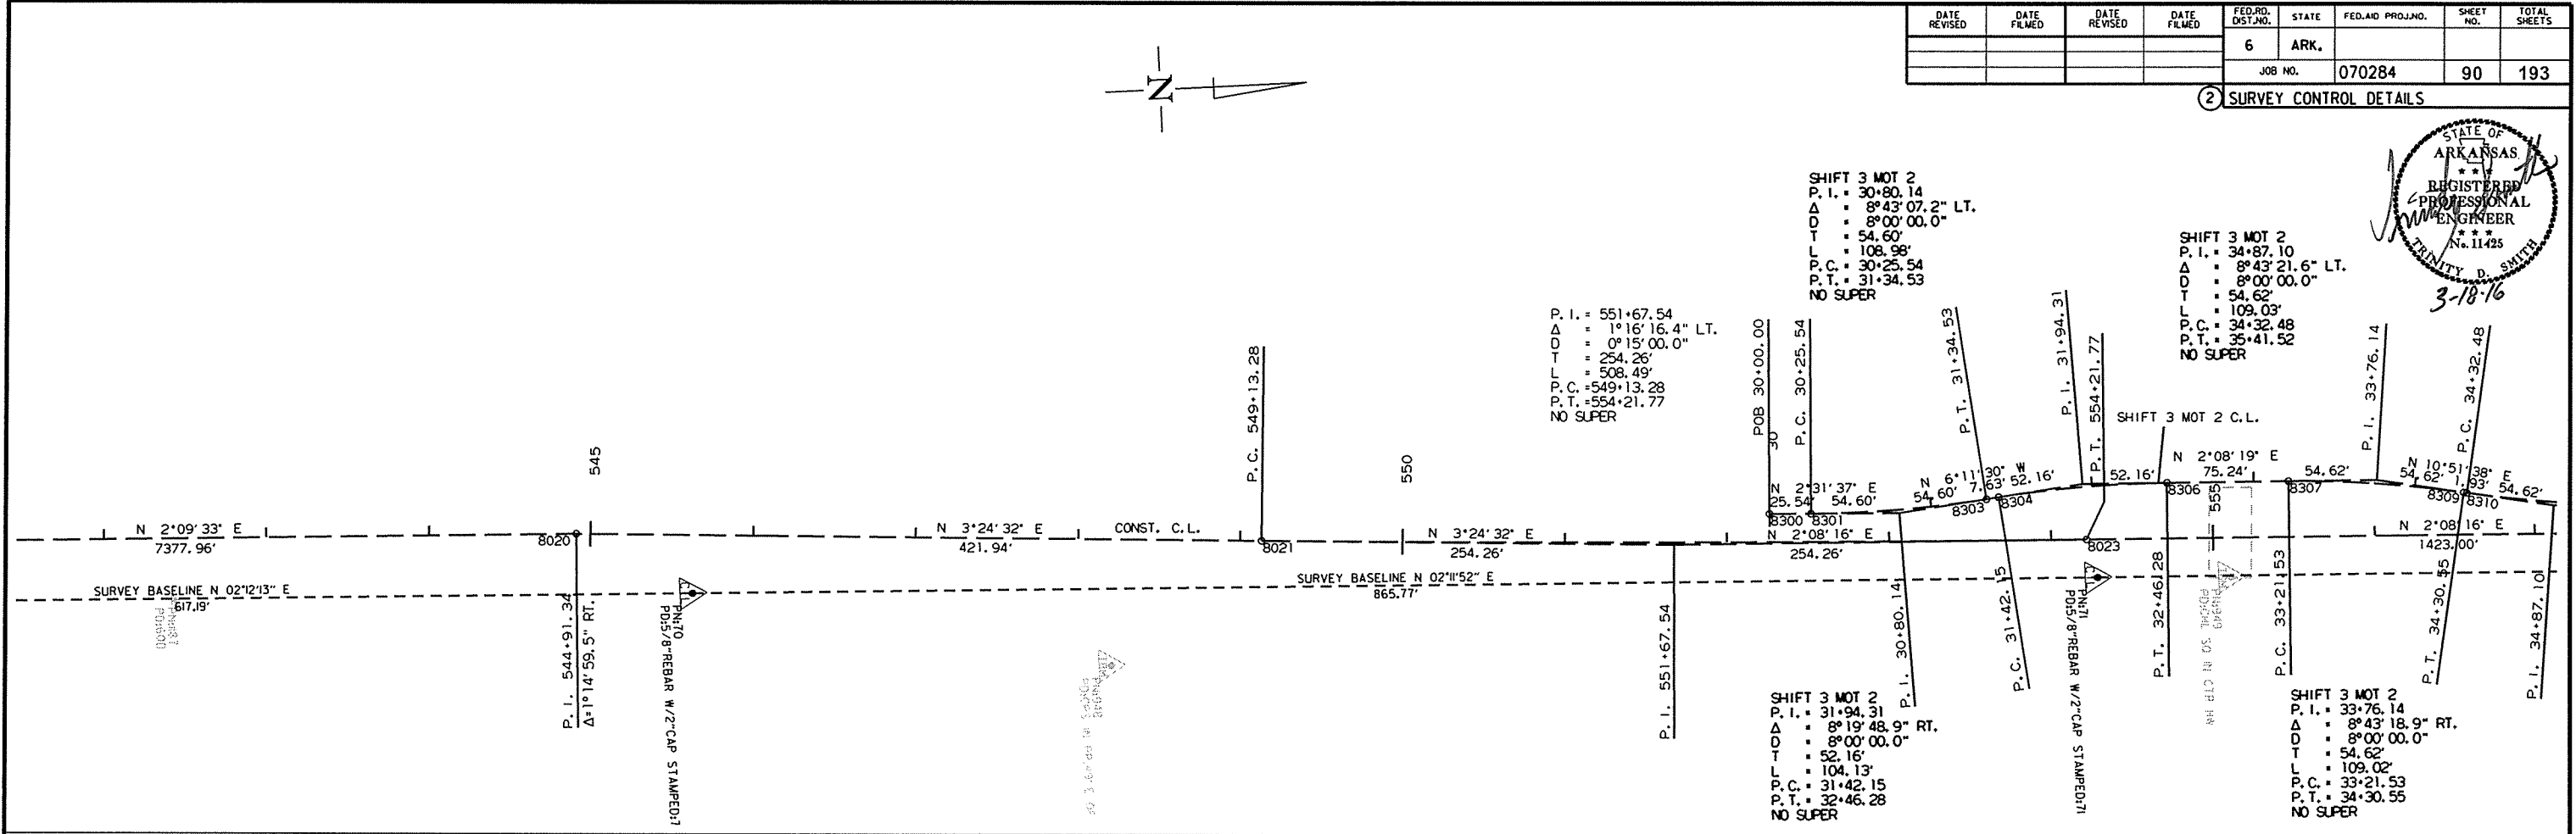 DATE REVISED
DATE FILMED
DATE REVISED
DATE FILMED
FED.RD. DIST.NO.
STATE
FED.AID PROJ.NO.
SHEET NO.
TOTAL SHEETS
6
ARK.
JOB NO.
070284
90
193
2 SURVEY CONTROL DETAILS
N
STATE OF
ARKANSAS
REGISTERED
PROFESSIONAL
ENGINEER
No. 11425
TRINITY D. SMITH
3-18-16
SHIFT 3 MOT 2
P.I. = 30+80.14
Δ = 8°43'07.2" LT.
D = 8°00'00.0"
T = 54.60'
L = 108.98'
P.C. = 30+25.54
P.T. = 31+34.53
NO SUPER
SHIFT 3 MOT 2
P.I. = 34+87.10
Δ = 8°43'21.6" LT.
D = 8°00'00.0"
T = 54.62'
L = 109.03'
P.C. = 34+32.48
P.T. = 35+41.52
NO SUPER
P.I. = 551+67.54
Δ = 1°16'16.4" LT.
D = 0°15'00.0"
T = 254.26'
L = 508.49'
P.C. =549+13.28
P.T. =554+21.77
NO SUPER
P.C. 549+13.28
POB 30+00.00
30
P.C. 30+25.54
P.T. 31+34.53
P.I. 31+94.31
P.T. 554+21.77
SHIFT 3 MOT 2 C.L.
P.I. 33+76.14
P.C. 34+32.48
545
550
555
N 2°09'33" E
7377.96'
8020
N 3°24'32" E
421.94'
CONST. C.L.
8021
N 3°24'32" E
254.26'
N 2°31'37" E
25.54'
54.60'
8300
8301
N 2°08'16" E
254.26'
N 6°11'30" W
54.60'
7.63'
52.16'
8303
8304
52.16'
8306
N 2°08'19" E
75.24'
54.62'
8307
N 10°51'38" E
54.62'
1.93'
54.62'
8309
8310
8023
N 2°08'16" E
1423.00'
SURVEY BASELINE N 02°12'13" E
617.19'
SURVEY BASELINE N 02°11'52" E
865.77'
P.I. 544+91.34
Δ=1°14'59.5" RT.
PN:70
PD:5/8"REBAR W/2"CAP STAMPED:7
P.I. 551+67.54
P.I. 30+80.14
P.C. 31+42.15
PN:71
PD:5/8"REBAR W/2"CAP STAMPED:71
P.T. 32+46.28
P.C. 33+21.53
P.T. 34+30.55
P.I. 34+87.10
SHIFT 3 MOT 2
P.I. = 31+94.31
Δ = 8°19'48.9" RT.
D = 8°00'00.0"
T = 52.16'
L = 104.13'
P.C. = 31+42.15
P.T. = 32+46.28
NO SUPER
SHIFT 3 MOT 2
P.I. = 33+76.14
Δ = 8°43'18.9" RT.
D = 8°00'00.0"
T = 54.62'
L = 109.02'
P.C. = 33+21.53
P.T. = 34+30.55
NO SUPER